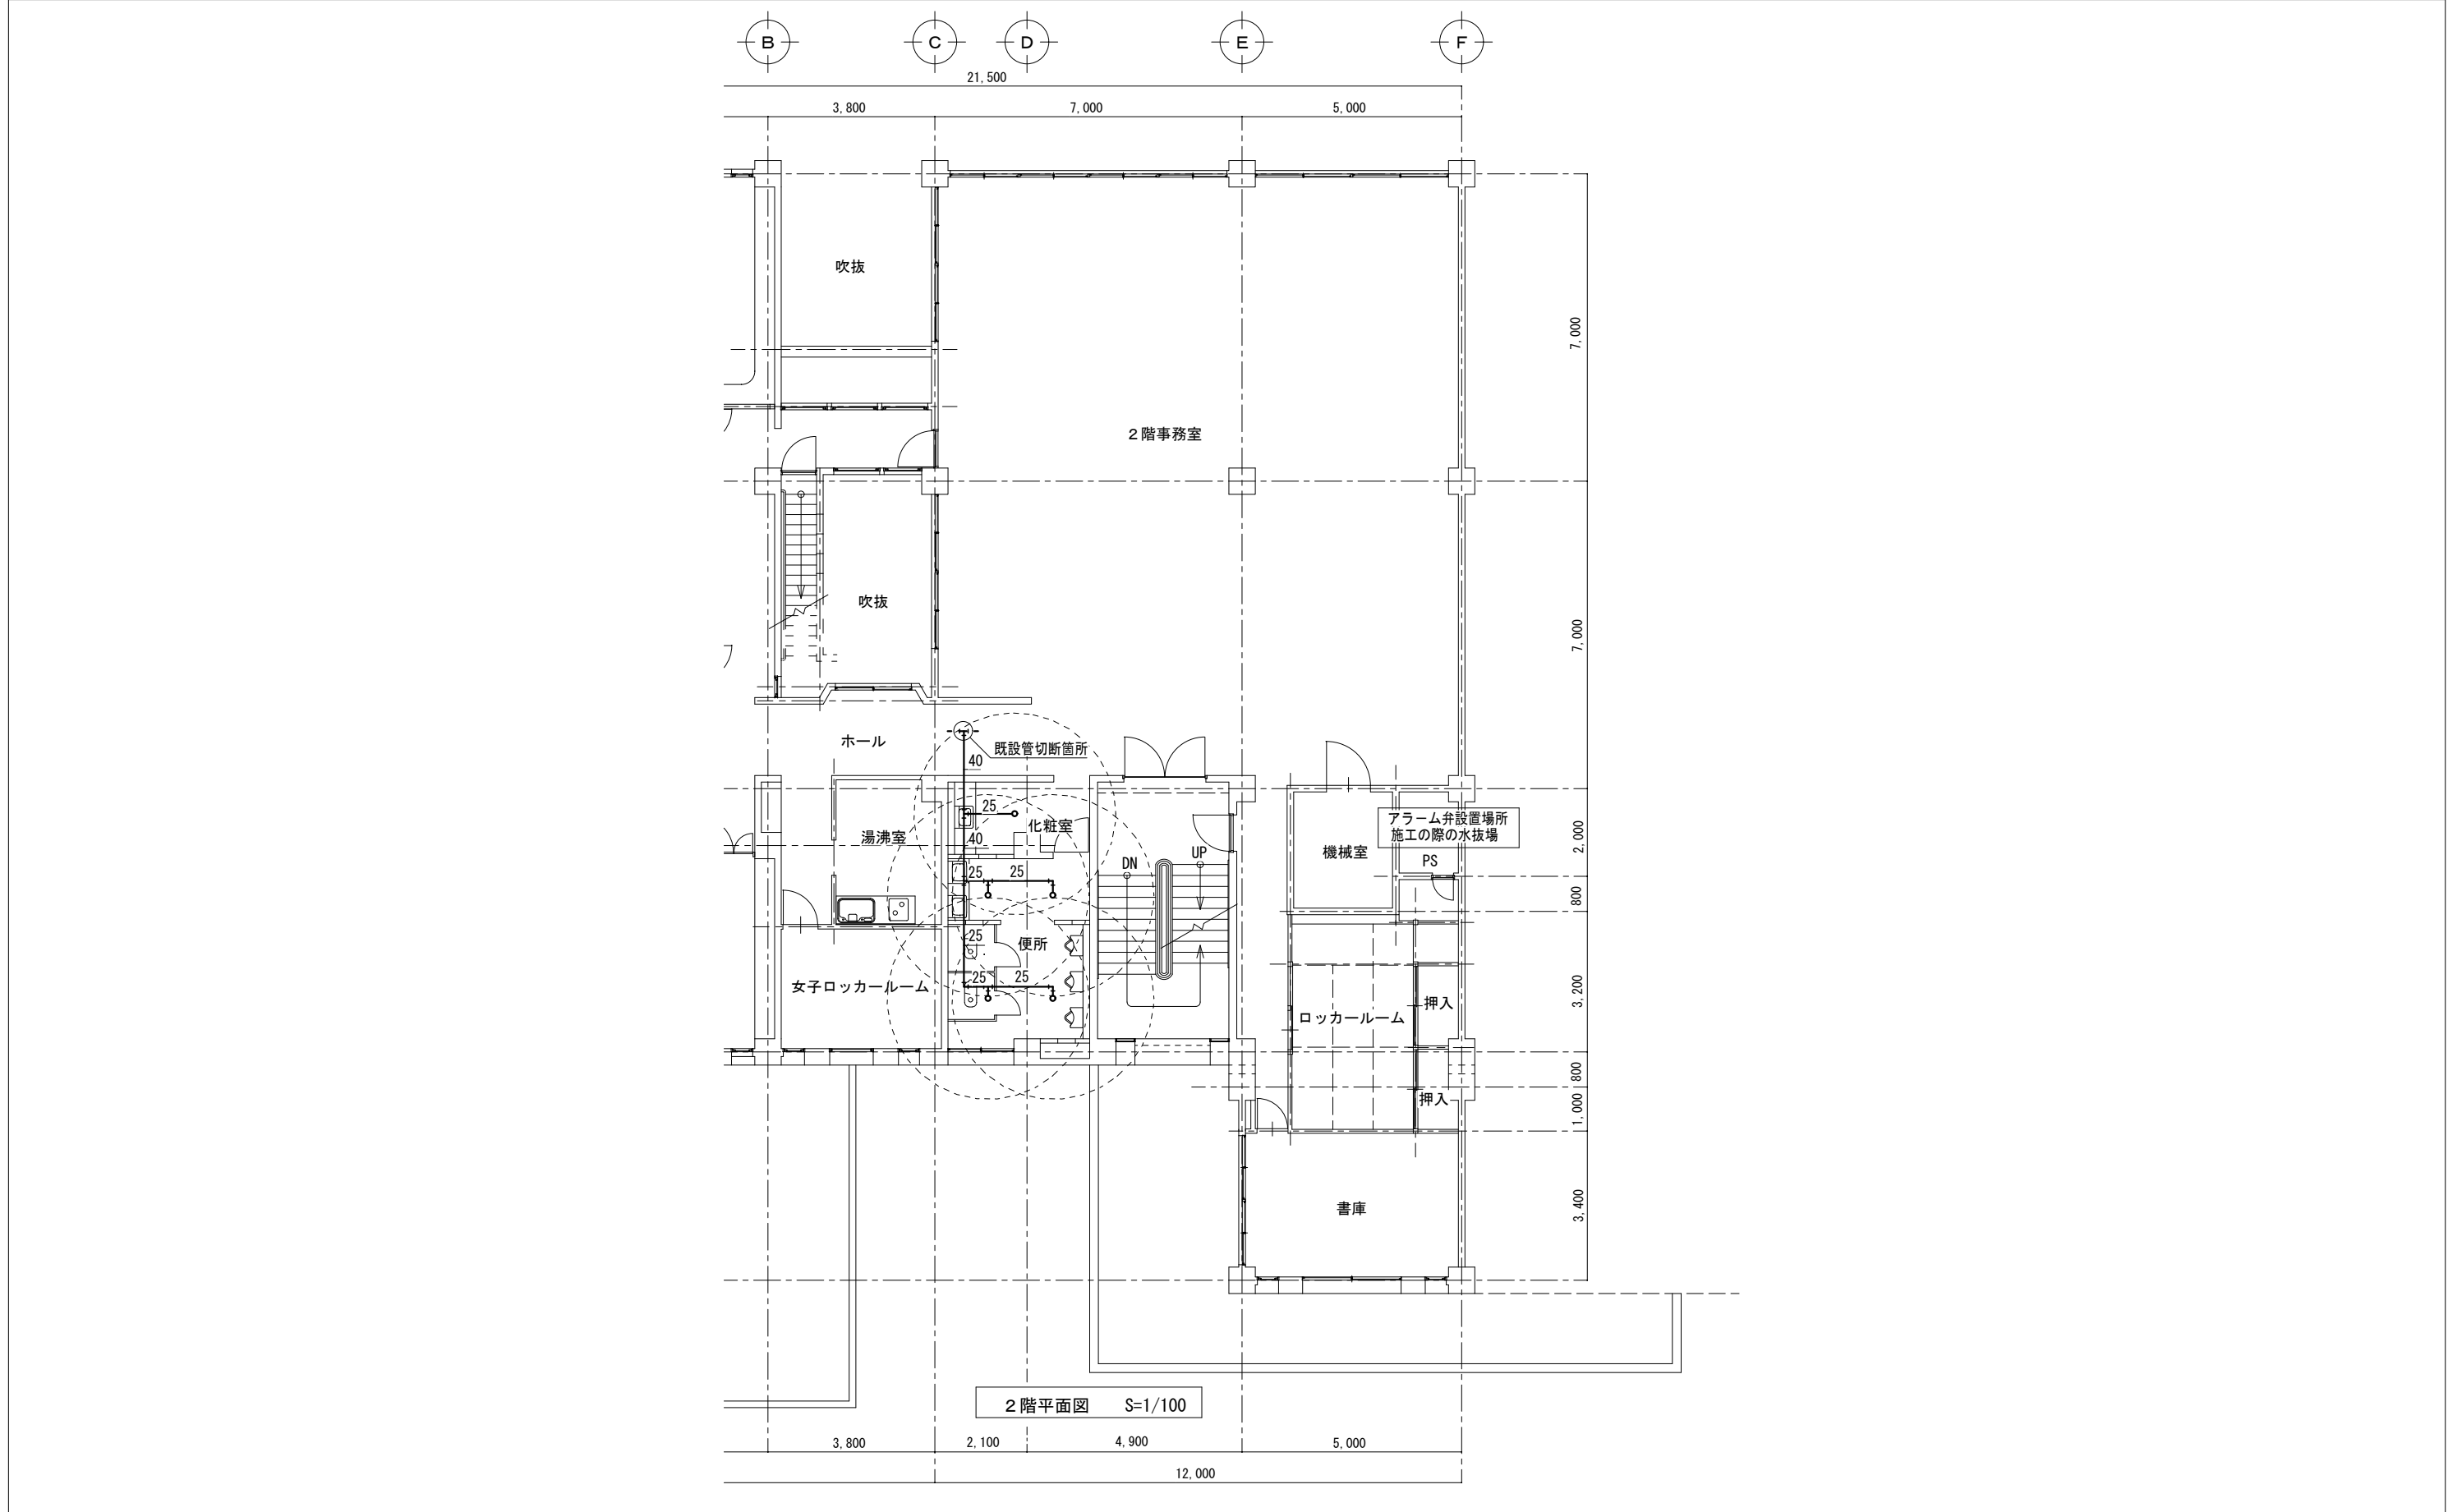 B
C
D
E
F
21,500
3,800
7,000
5,000
吹抜
7,000
2階事務室
吹抜
7,000
ホール
既設管切断箇所
40
25
化粧室
湯沸室
40
アラーム弁設置場所
施工の際の水抜場
2,000
機械室
PS
DN
UP
25
25
800
25
便所
25
25
女子ロッカールーム
3,200
押入
ロッカールーム
800
押入
1,000
書庫
3,400
2階平面図 S=1/100
3,800
2,100
4,900
5,000
12,000